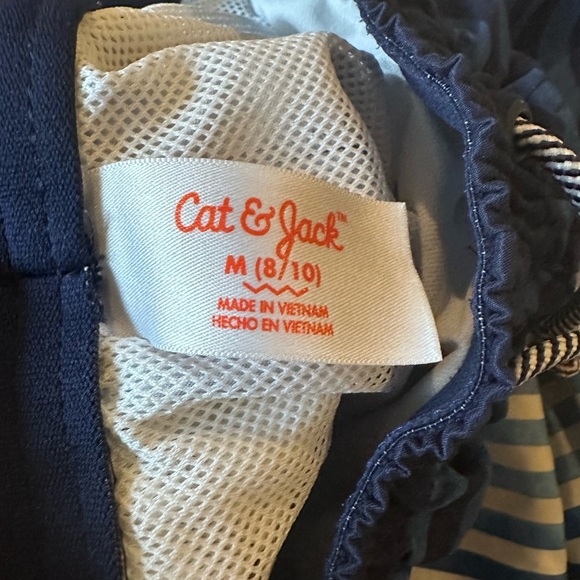 Cat & Jack™
M (8/10)
MADE IN VIETNAM
HECHO EN VIETNAM